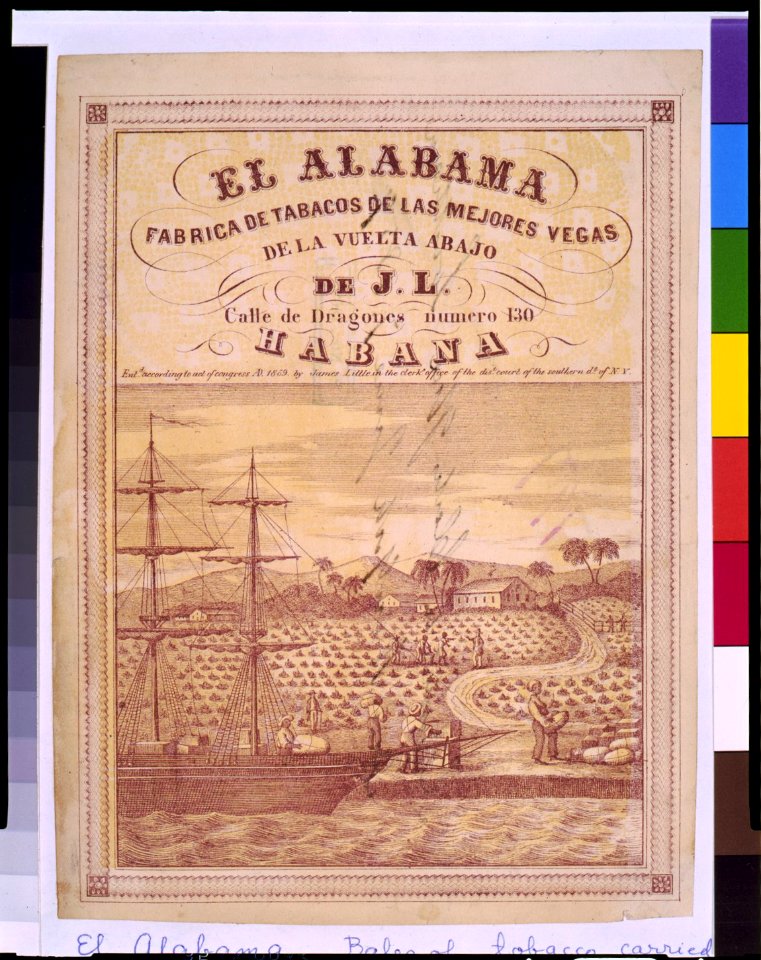 EL ALABAMA
FABRICA DE TABACOS DE LAS MEJORES VEGAS
DE LA VUELTA ABAJO
DE J. L.
Calle de Dragones numero 130
HABANA
Ent.d according to act of congress AD. 1869. by James Little in the clerk's office of the dis.t court of the southern d.t of N Y
El Alabama. Bales of tobacco carried